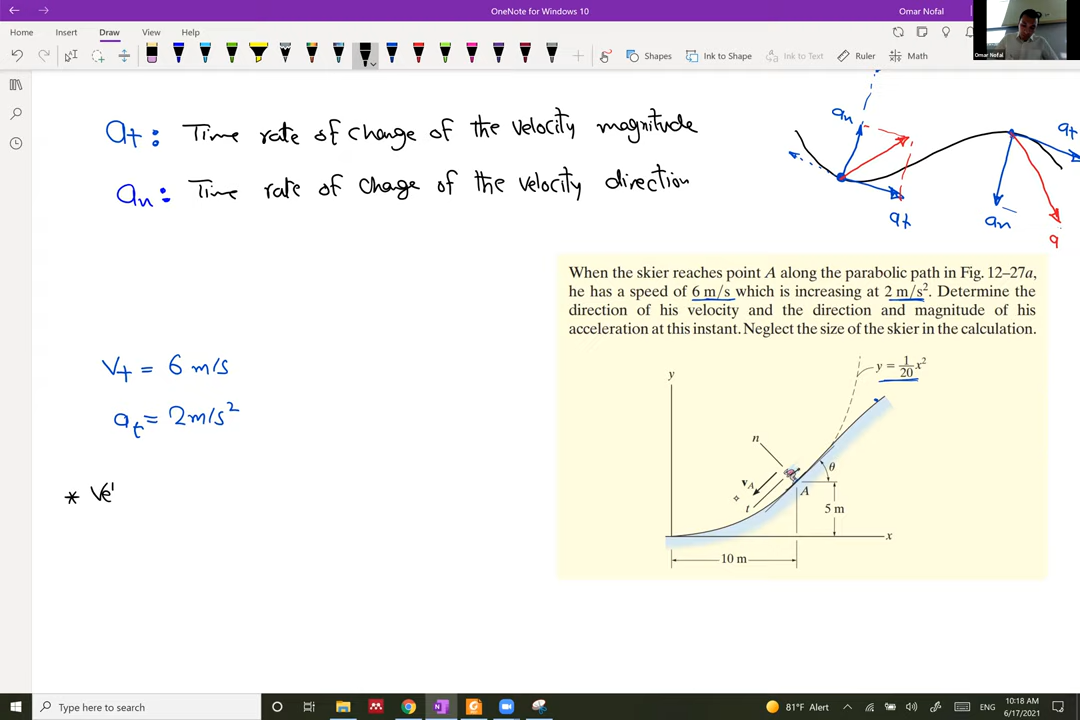 OneNote for Windows 10
Omar Nofal
Home Insert Draw View Help
Shapes Ink to Shape Ink to Text Ruler Math
Omar Nofal
at: Time rate of change of the velocity magnitude
an: Time rate of chage of the velocity direction
an
at
at
an
a
When the skier reaches point A along the parabolic path in Fig. 12–27a,
he has a speed of 6 m/s which is increasing at 2 m/s². Determine the
direction of his velocity and the direction and magnitude of his
acceleration at this instant. Neglect the size of the skier in the calculation.
Vt = 6 m/s
at = 2 m/s²
* Vel
y
y = 1/20 x²
n
θ
vA
A
t
5 m
x
10 m
Type here to search
81°F Alert
ENG
10:18 AM
6/17/2021